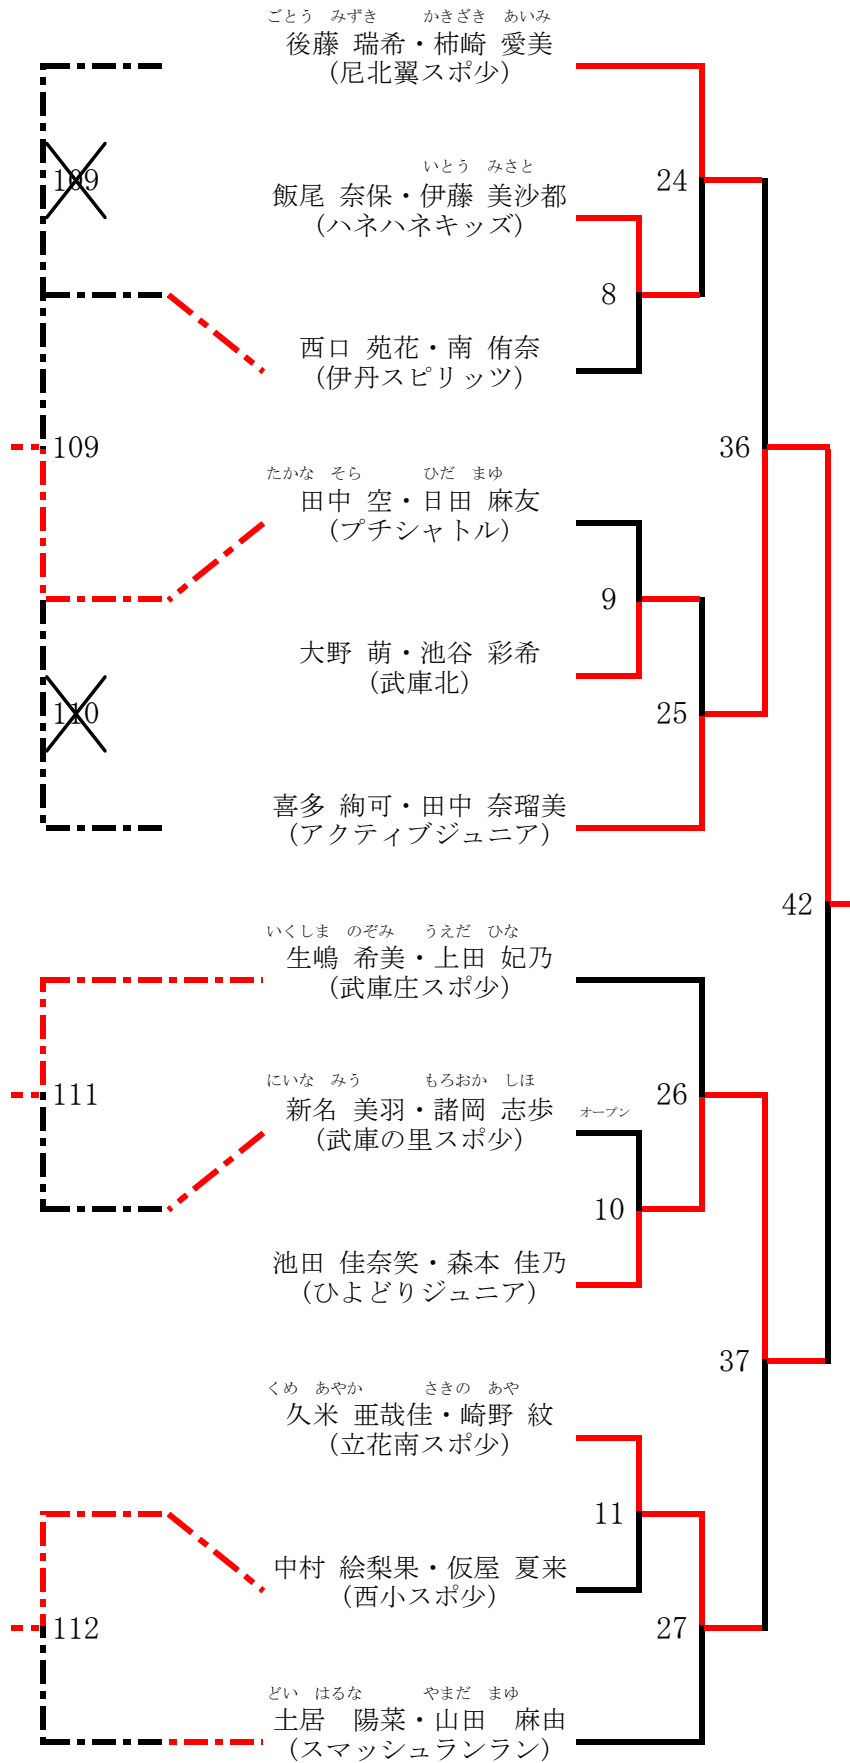 ごとう　みずき　かきざき　あいみ
後藤 瑞希・柿崎 愛美
(尼北翼スポ少)
109
いとう　みさと
飯尾 奈保・伊藤 美沙都
(ハネハネキッズ)
24
8
西口 苑花・南 侑奈
(伊丹スピリッツ)
109
36
たかな　そら　ひだ　まゆ
田中 空・日田 麻友
(プチシャトル)
9
大野 萌・池谷 彩希
(武庫北)
110
25
喜多 絢可・田中 奈瑠美
(アクティブジュニア)
42
いくしま　のぞみ　うえだ　ひな
生嶋 希美・上田 妃乃
(武庫庄スポ少)
111
にいな　みう　もろおか　しほ
新名 美羽・諸岡 志歩
(武庫の里スポ少)
オープン
26
10
池田 佳奈笑・森本 佳乃
(ひよどりジュニア)
37
くめ　あやか　さきの　あや
久米 亜哉佳・崎野 紋
(立花南スポ少)
11
中村 絵梨果・仮屋 夏来
(西小スポ少)
112
27
どい　はるな　やまだ　まゆ
土居　陽菜・山田　麻由
(スマッシュランラン)